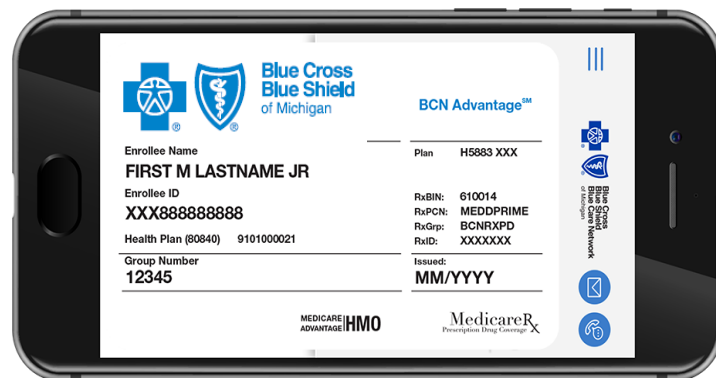 Blue Cross
Blue Shield
of Michigan
®
®
BCN Advantage℠
Enrollee Name
FIRST M LASTNAME JR
Enrollee ID
XXX888888888
Health Plan (80840) 9101000021
Group Number
12345
Plan H5883 XXX
RxBIN: 610014
RxPCN: MEDDPRIME
RxGrp: BCNRXPD
RxID: XXXXXXX
Issued:
MM/YYYY
MEDICARE
ADVANTAGE
HMO
MedicareRx
Prescription Drug Coverage
Blue Cross
Blue Shield
Blue Care Network
of Michigan